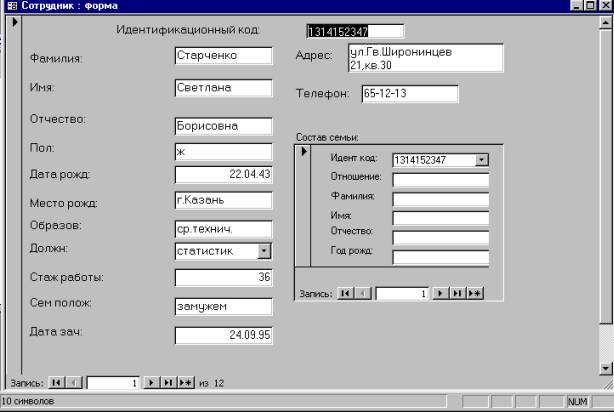 Сотрудник : форма
Идентификационный код: 1314152347
Фамилия: Старченко
Имя: Светлана
Отчество: Борисовна
Пол: ж
Дата рожд: 22.04.43
Место рожд: г.Казань
Образов: ср.технич.
Должн: статистик
Стаж работы: 36
Сем полож: замужем
Дата зач: 24.09.95
Адрес: ул.Гв.Широнинцев
21,кв.30
Телефон: 65-12-13
Состав семьи:
Идент код: 1314152347
Отношение:
Фамилия:
Имя:
Отчество:
Год рожд:
Запись: 1
Запись: 1 из 12
10 символов NUM